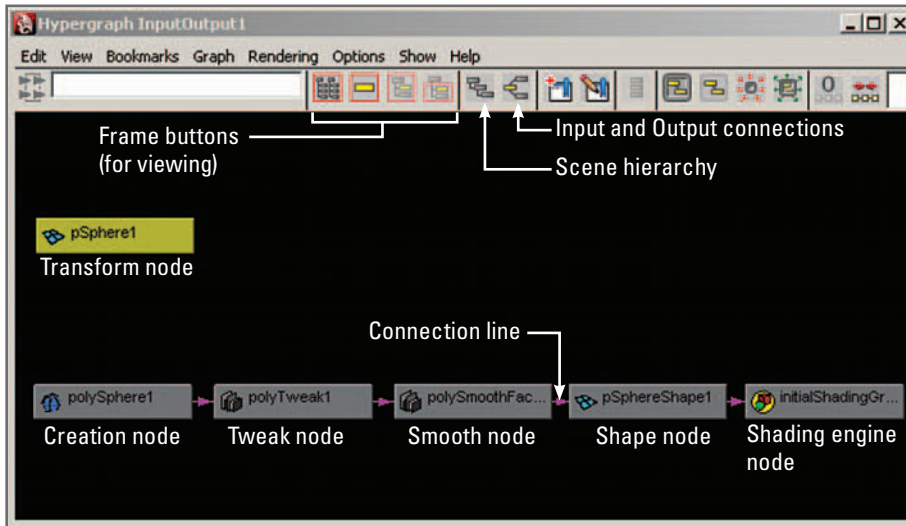 Hypergraph InputOutput1
Edit View Bookmarks Graph Rendering Options Show Help
0
Frame buttons
(for viewing)
Input and Output connections
Scene hierarchy
pSphere1
Transform node
Connection line
polySphere1
polyTweak1
polySmoothFac...
pSphereShape1
initialShadingGr...
Creation node
Tweak node
Smooth node
Shape node
Shading engine
node